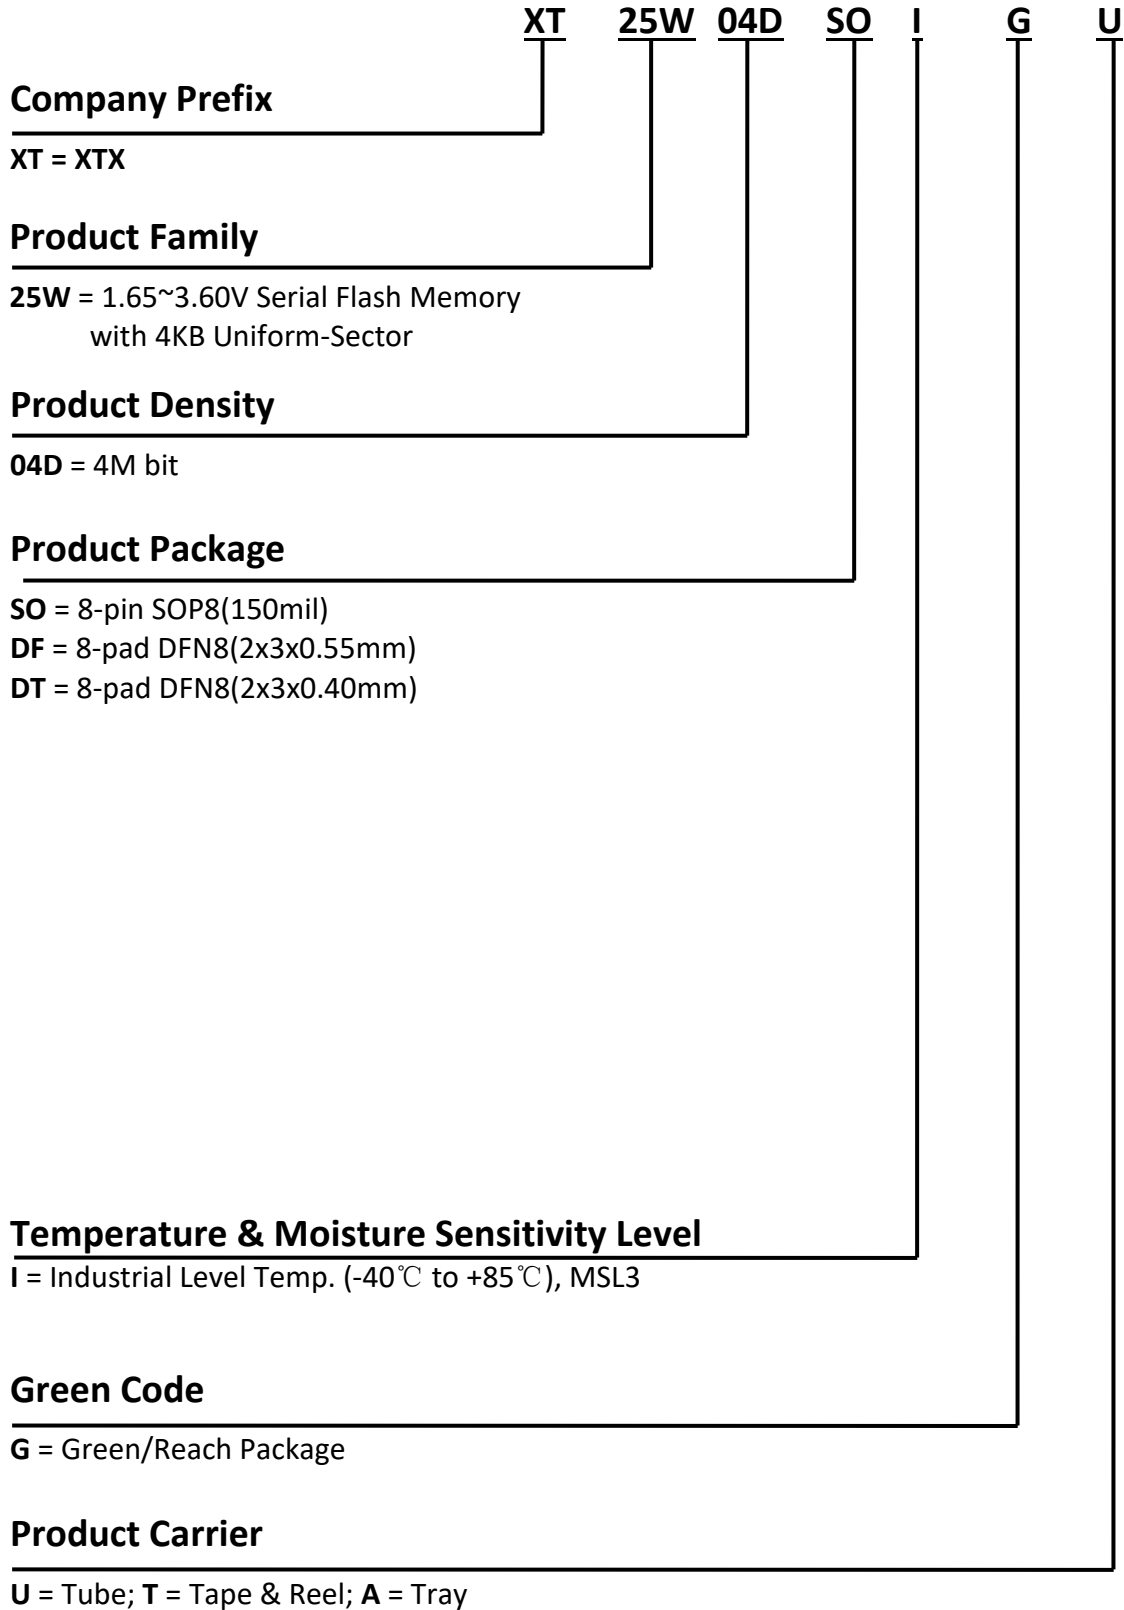 XT 25W 04D SO I G U
Company Prefix
XT = XTX
Product Family
25W = 1.65~3.60V Serial Flash Memory
with 4KB Uniform-Sector
Product Density
04D = 4M bit
Product Package
SO = 8-pin SOP8(150mil)
DF = 8-pad DFN8(2x3x0.55mm)
DT = 8-pad DFN8(2x3x0.40mm)
Temperature & Moisture Sensitivity Level
I = Industrial Level Temp. (-40℃ to +85℃), MSL3
Green Code
G = Green/Reach Package
Product Carrier
U = Tube; T = Tape & Reel; A = Tray